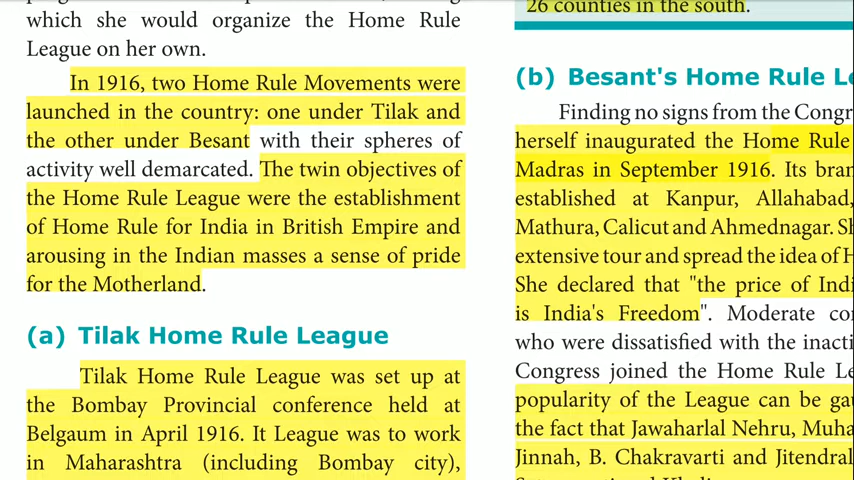 which she would organize the Home Rule
League on her own.
In 1916, two Home Rule Movements were
launched in the country: one under Tilak and
the other under Besant with their spheres of
activity well demarcated. The twin objectives of
the Home Rule League were the establishment
of Home Rule for India in British Empire and
arousing in the Indian masses a sense of pride
for the Motherland.
(a) Tilak Home Rule League
Tilak Home Rule League was set up at
the Bombay Provincial conference held at
Belgaum in April 1916. It League was to work
in Maharashtra (including Bombay city),
26 counties in the south.
(b) Besant's Home Rule
Finding no signs from the
herself inaugurated the Home Rule
Madras in September 1916. Its
established at Kanpur, Allahabad,
Mathura, Calicut and Ahmednagar.
extensive tour and spread the idea of
She declared that "the price of
is India's Freedom". Moderate
who were dissatisfied with the
Congress joined the Home Rule
popularity of the League can be
the fact that Jawaharlal Nehru,
Jinnah, B. Chakravarti and